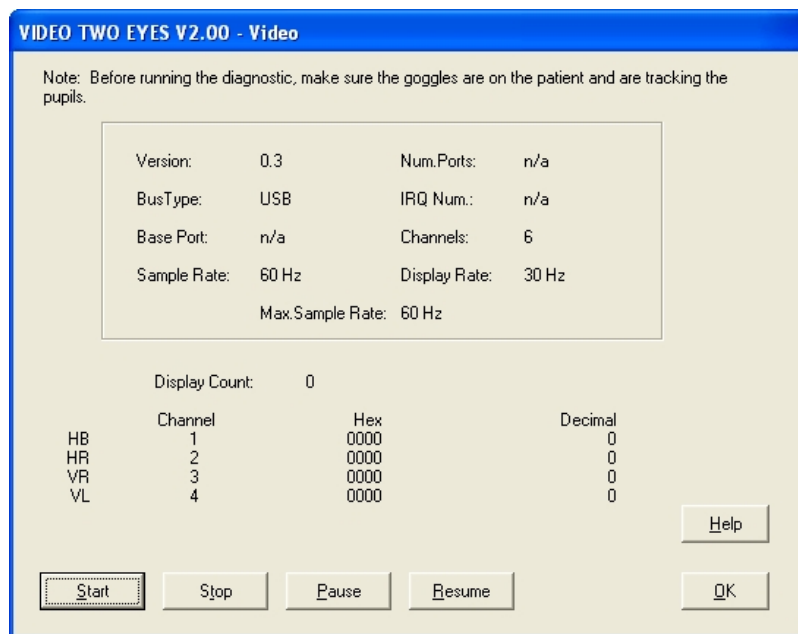 VIDEO TWO EYES V2.00 - Video
Note: Before running the diagnostic, make sure the goggles are on the patient and are tracking the
pupils.
Version: 0.3 Num.Ports: n/a
BusType: USB IRQ Num.: n/a
Base Port: n/a Channels: 6
Sample Rate: 60 Hz Display Rate: 30 Hz
Max.Sample Rate: 60 Hz
Display Count: 0
Channel Hex Decimal
HB 1 0000 0
HR 2 0000 0
VR 3 0000 0
VL 4 0000 0
Help
Start Stop Pause Resume OK